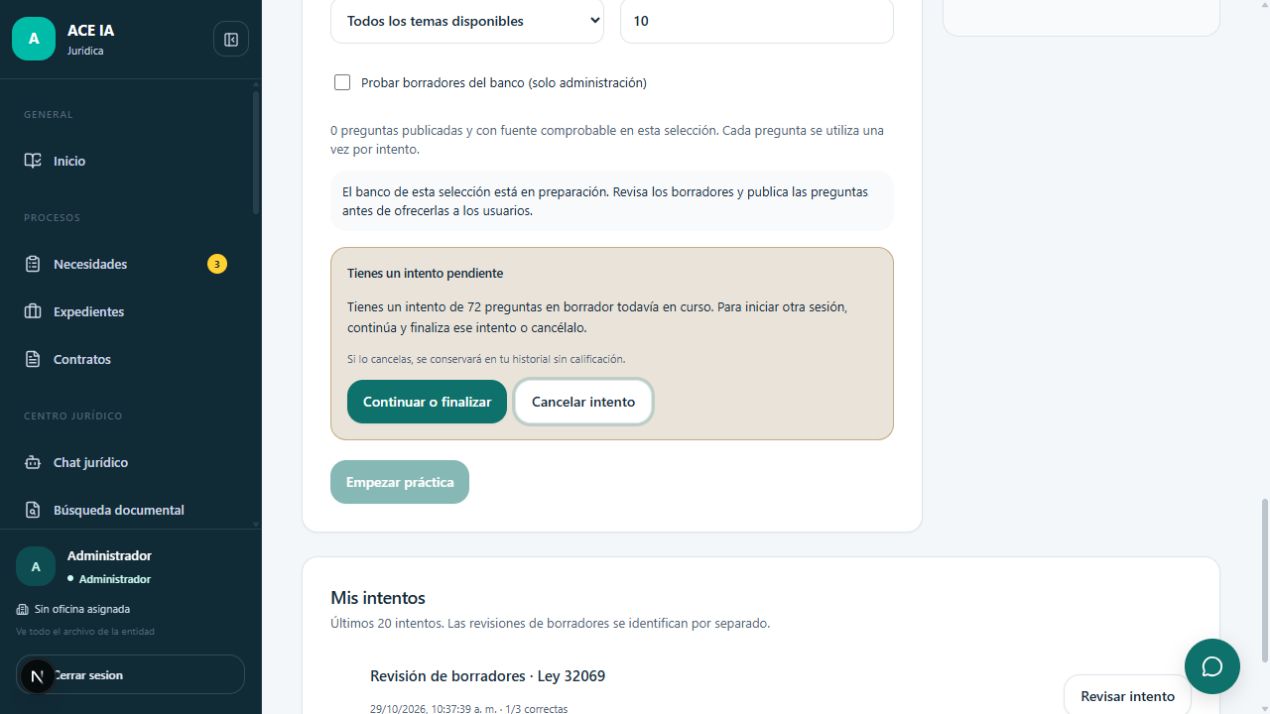 A
ACE IA
Juridica
GENERAL
Inicio
PROCESOS
Necesidades
3
Expedientes
Contratos
CENTRO JURÍDICO
Chat jurídico
Búsqueda documental
A
Administrador
Administrador
Sin oficina asignada
Ve todo el archivo de la entidad
N
Cerrar sesion
Todos los temas disponibles
10
Probar borradores del banco (solo administración)
0 preguntas publicadas y con fuente comprobable en esta selección. Cada pregunta se utiliza una
vez por intento.
El banco de esta selección está en preparación. Revisa los borradores y publica las preguntas
antes de ofrecerlas a los usuarios.
Tienes un intento pendiente
Tienes un intento de 72 preguntas en borrador todavía en curso. Para iniciar otra sesión,
continúa y finaliza ese intento o cancélalo.
Si lo cancelas, se conservará en tu historial sin calificación.
Continuar o finalizar
Cancelar intento
Empezar práctica
Mis intentos
Últimos 20 intentos. Las revisiones de borradores se identifican por separado.
Revisión de borradores · Ley 32069
29/10/2026, 10:37:39 a. m. · 1/3 correctas
Revisar intento